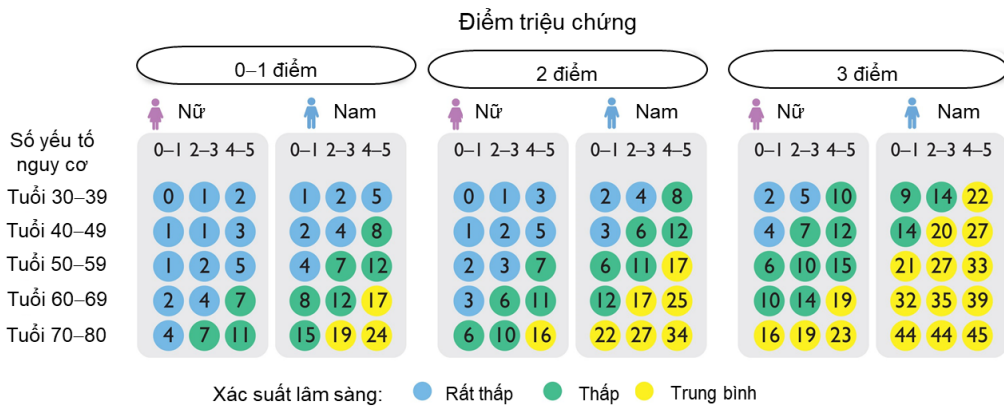 Điểm triệu chứng
0–1 điểm 2 điểm 3 điểm
Nữ Nam Nữ Nam Nữ Nam
Số yếu tố nguy cơ 0–1 2–3 4–5 0–1 2–3 4–5 0–1 2–3 4–5 0–1 2–3 4–5 0–1 2–3 4–5 0–1 2–3 4–5
Tuổi 30–39 0 1 2 1 2 5 0 1 3 2 4 8 2 5 10 9 14 22
Tuổi 40–49 1 1 3 2 4 8 1 2 5 3 6 12 4 7 12 14 20 27
Tuổi 50–59 1 2 5 4 7 12 2 3 7 6 11 17 6 10 15 21 27 33
Tuổi 60–69 2 4 7 8 12 17 3 6 11 12 17 25 10 14 19 32 35 39
Tuổi 70–80 4 7 11 15 19 24 6 10 16 22 27 34 16 19 23 44 44 45
Xác suất lâm sàng: Rất thấp Thấp Trung bình